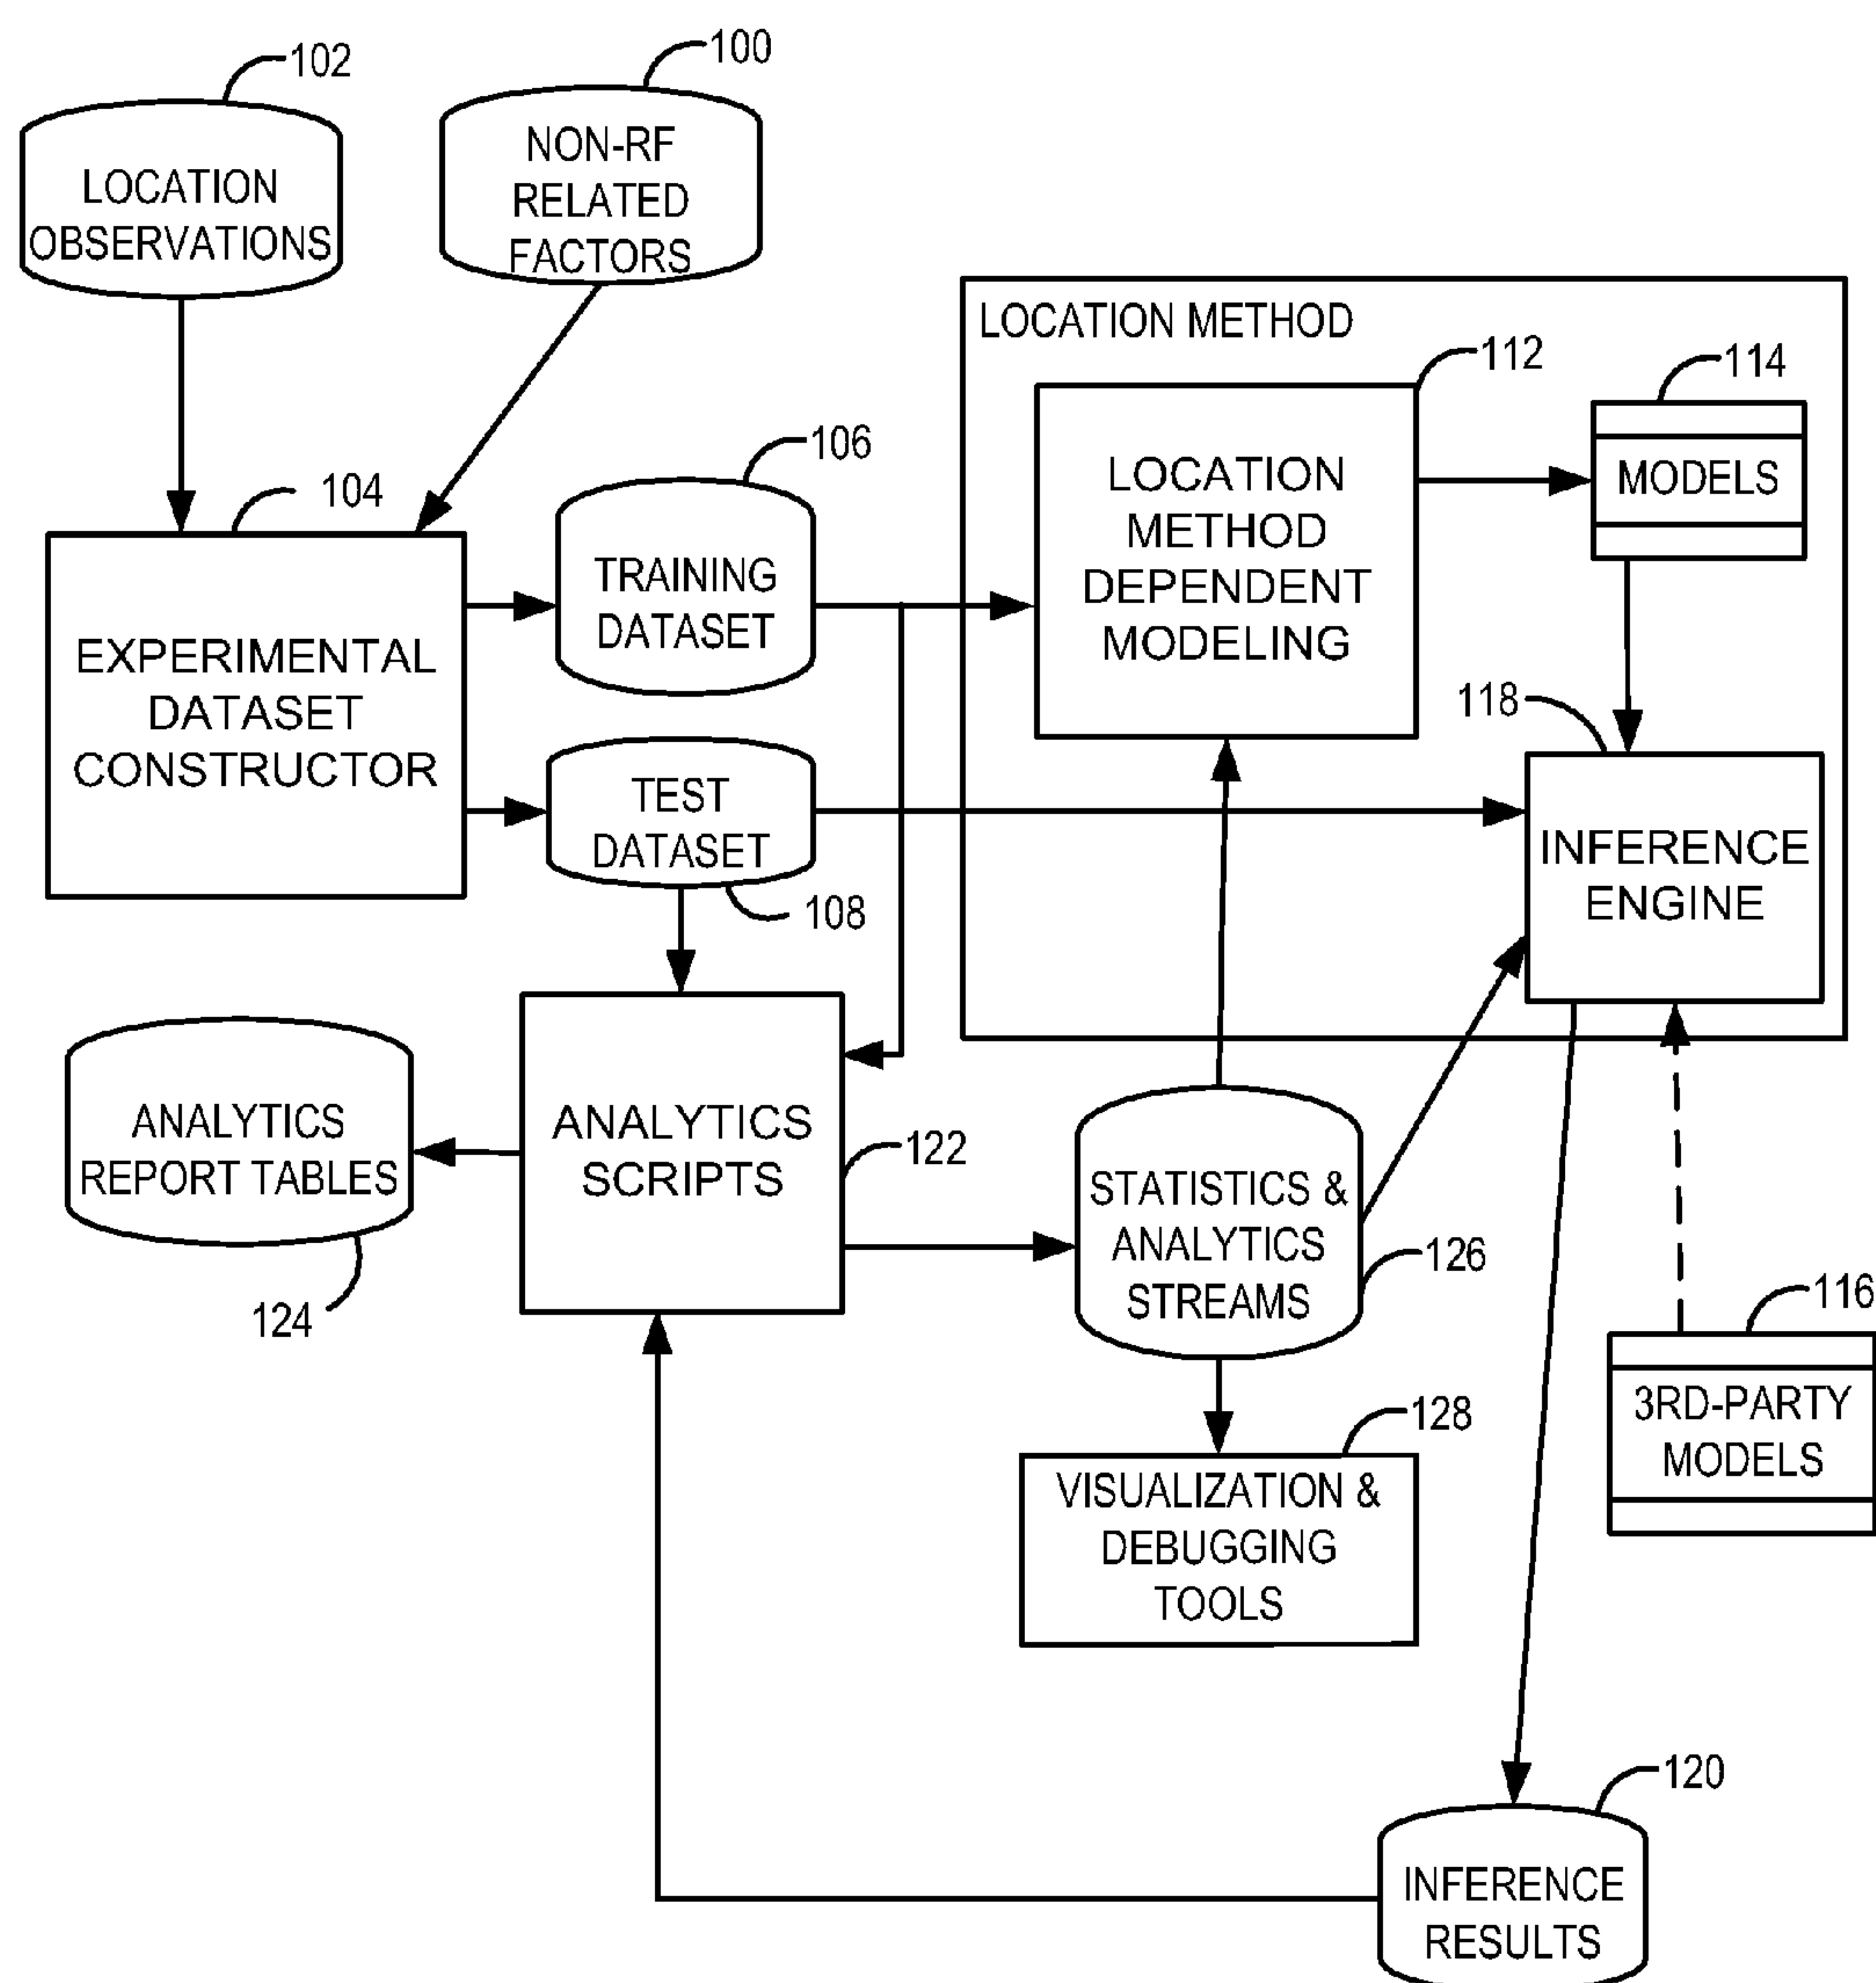 102
100
LOCATION
OBSERVATIONS
NON-RF
RELATED
FACTORS
LOCATION METHOD
112
114
104
106
LOCATION
METHOD
DEPENDENT
MODELING
MODELS
EXPERIMENTAL
DATASET
CONSTRUCTOR
TRAINING
DATASET
118
TEST
DATASET
108
INFERENCE
ENGINE
ANALYTICS
REPORT TABLES
124
ANALYTICS
SCRIPTS
122
STATISTICS &
ANALYTICS
STREAMS
126
116
3RD-PARTY
MODELS
128
VISUALIZATION &
DEBUGGING
TOOLS
120
INFERENCE
RESULTS